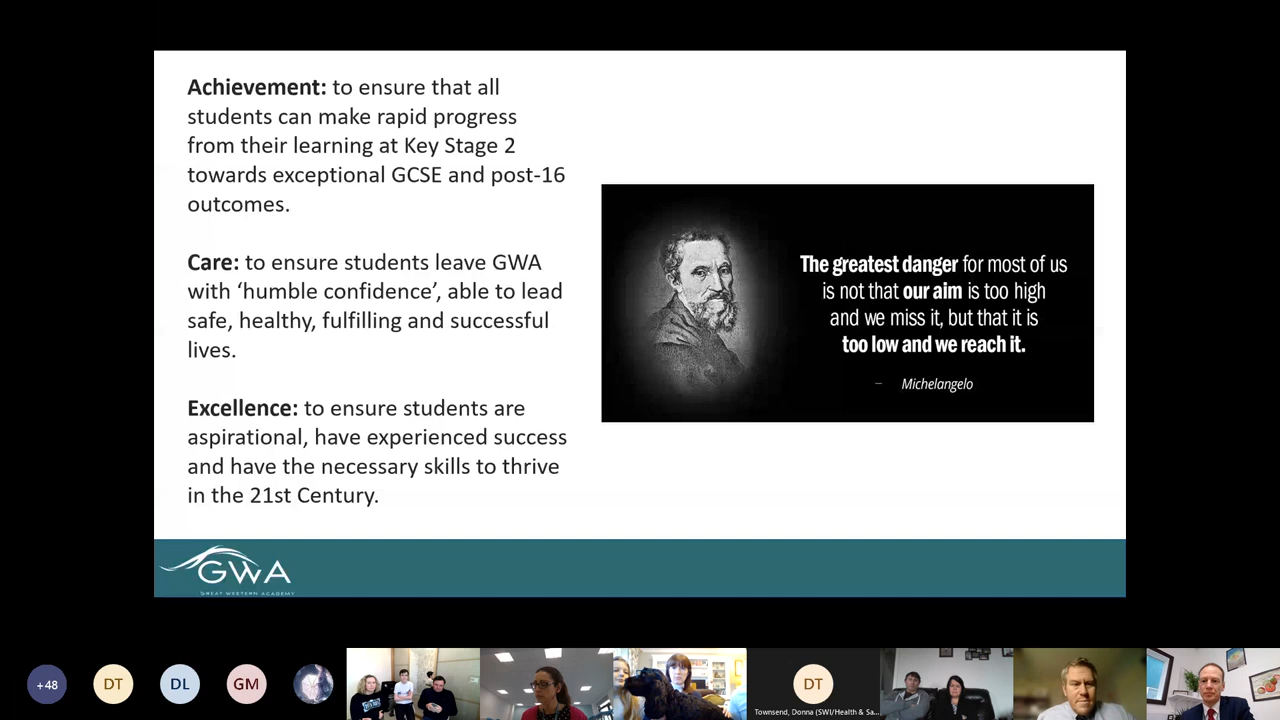 Achievement: to ensure that all
students can make rapid progress
from their learning at Key Stage 2
towards exceptional GCSE and post-16
outcomes.
Care: to ensure students leave GWA
with ‘humble confidence’, able to lead
safe, healthy, fulfilling and successful
lives.
Excellence: to ensure students are
aspirational, have experienced success
and have the necessary skills to thrive
in the 21st Century.
The greatest danger for most of us
is not that our aim is too high
and we miss it, but that it is
too low and we reach it.
– Michelangelo
GWA
GREAT WESTERN ACADEMY
+48
DT
DL
GM
DT
Townsend, Donna (SWI/Health & Sa...